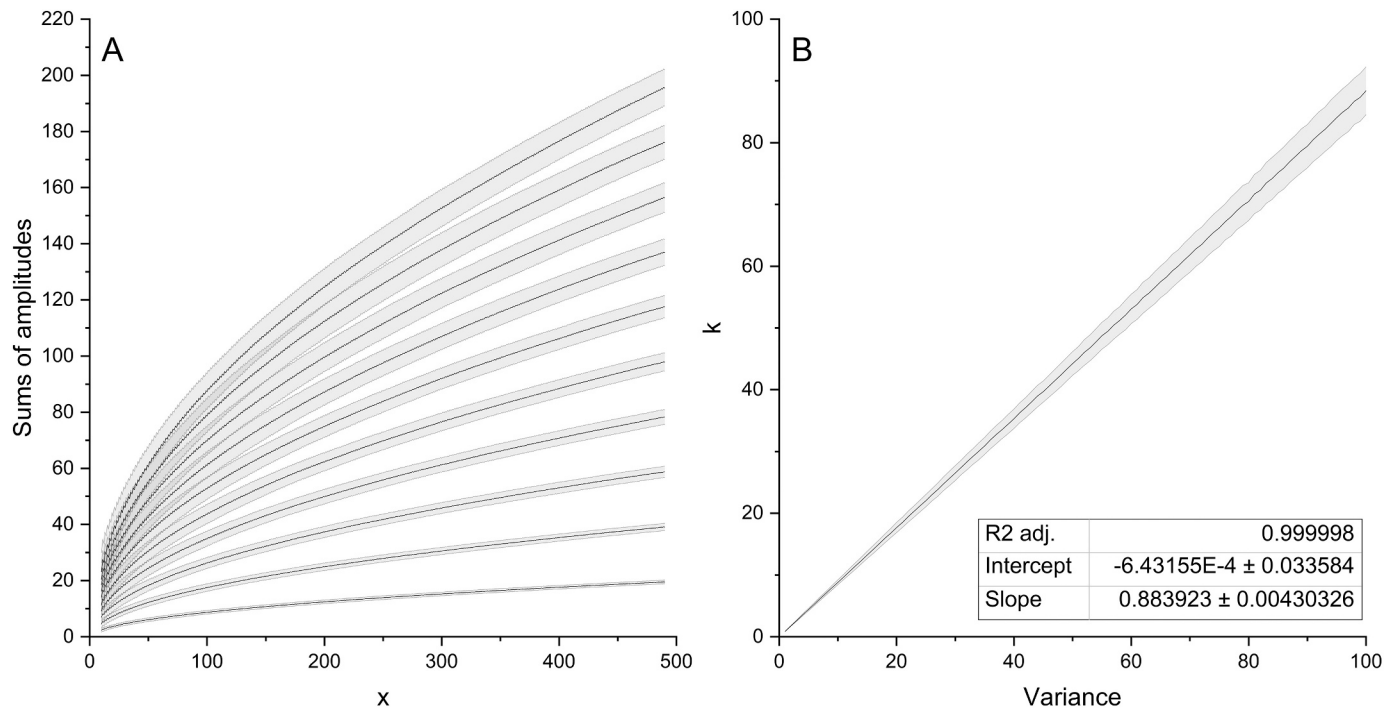 A
220
200
180
160
140
120
100
80
60
40
20
0
Sums of amplitudes
0 100 200 300 400 500
x
B
100
80
60
40
20
0
k
R2 adj. 0.999998
Intercept -6.43155E-4 ± 0.033584
Slope 0.883923 ± 0.00430326
0 20 40 60 80 100
Variance